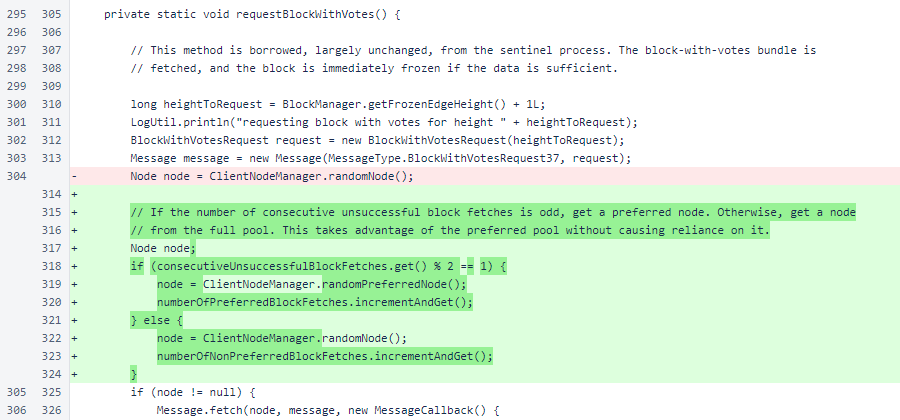 295 305 private static void requestBlockWithVotes() {
296 306
297 307 // This method is borrowed, largely unchanged, from the sentinel process. The block-with-votes bundle is
298 308 // fetched, and the block is immediately frozen if the data is sufficient.
299 309
300 310 long heightToRequest = BlockManager.getFrozenEdgeHeight() + 1L;
301 311 LogUtil.println("requesting block with votes for height " + heightToRequest);
302 312 BlockWithVotesRequest request = new BlockWithVotesRequest(heightToRequest);
303 313 Message message = new Message(MessageType.BlockWithVotesRequest37, request);
304 - Node node = ClientNodeManager.randomNode();
314 +
315 + // If the number of consecutive unsuccessful block fetches is odd, get a preferred node. Otherwise, get a node
316 + // from the full pool. This takes advantage of the preferred pool without causing reliance on it.
317 + Node node;
318 + if (consecutiveUnsuccessfulBlockFetches.get() % 2 == 1) {
319 + node = ClientNodeManager.randomPreferredNode();
320 + numberOfPreferredBlockFetches.incrementAndGet();
321 + } else {
322 + node = ClientNodeManager.randomNode();
323 + numberOfNonPreferredBlockFetches.incrementAndGet();
324 + }
305 325 if (node != null) {
306 326 Message.fetch(node, message, new MessageCallback() {